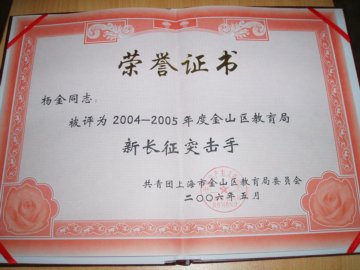 荣誉证书
杨金同志:
被评为2004—2005年度金山区教育局
新长征突击手
共青团上海市金山区教育局委员会
二〇〇六年五月